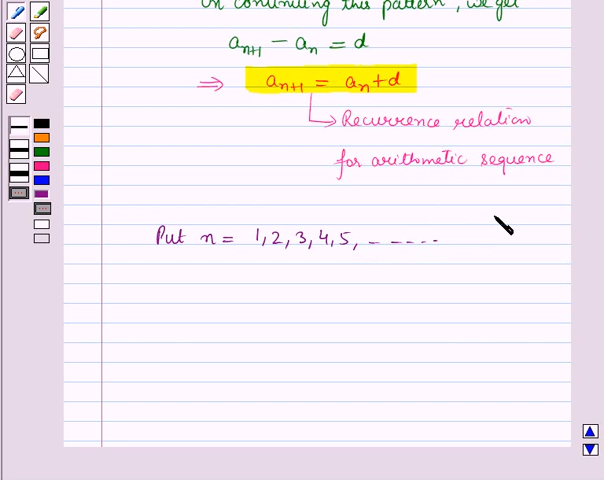 On continuing this pattern, we get
aₙ₊₁ − aₙ = d
⇒ aₙ₊₁ = aₙ + d
Recurrence relation
for arithmetic sequence
Put n = 1, 2, 3, 4, 5, – – – – – –